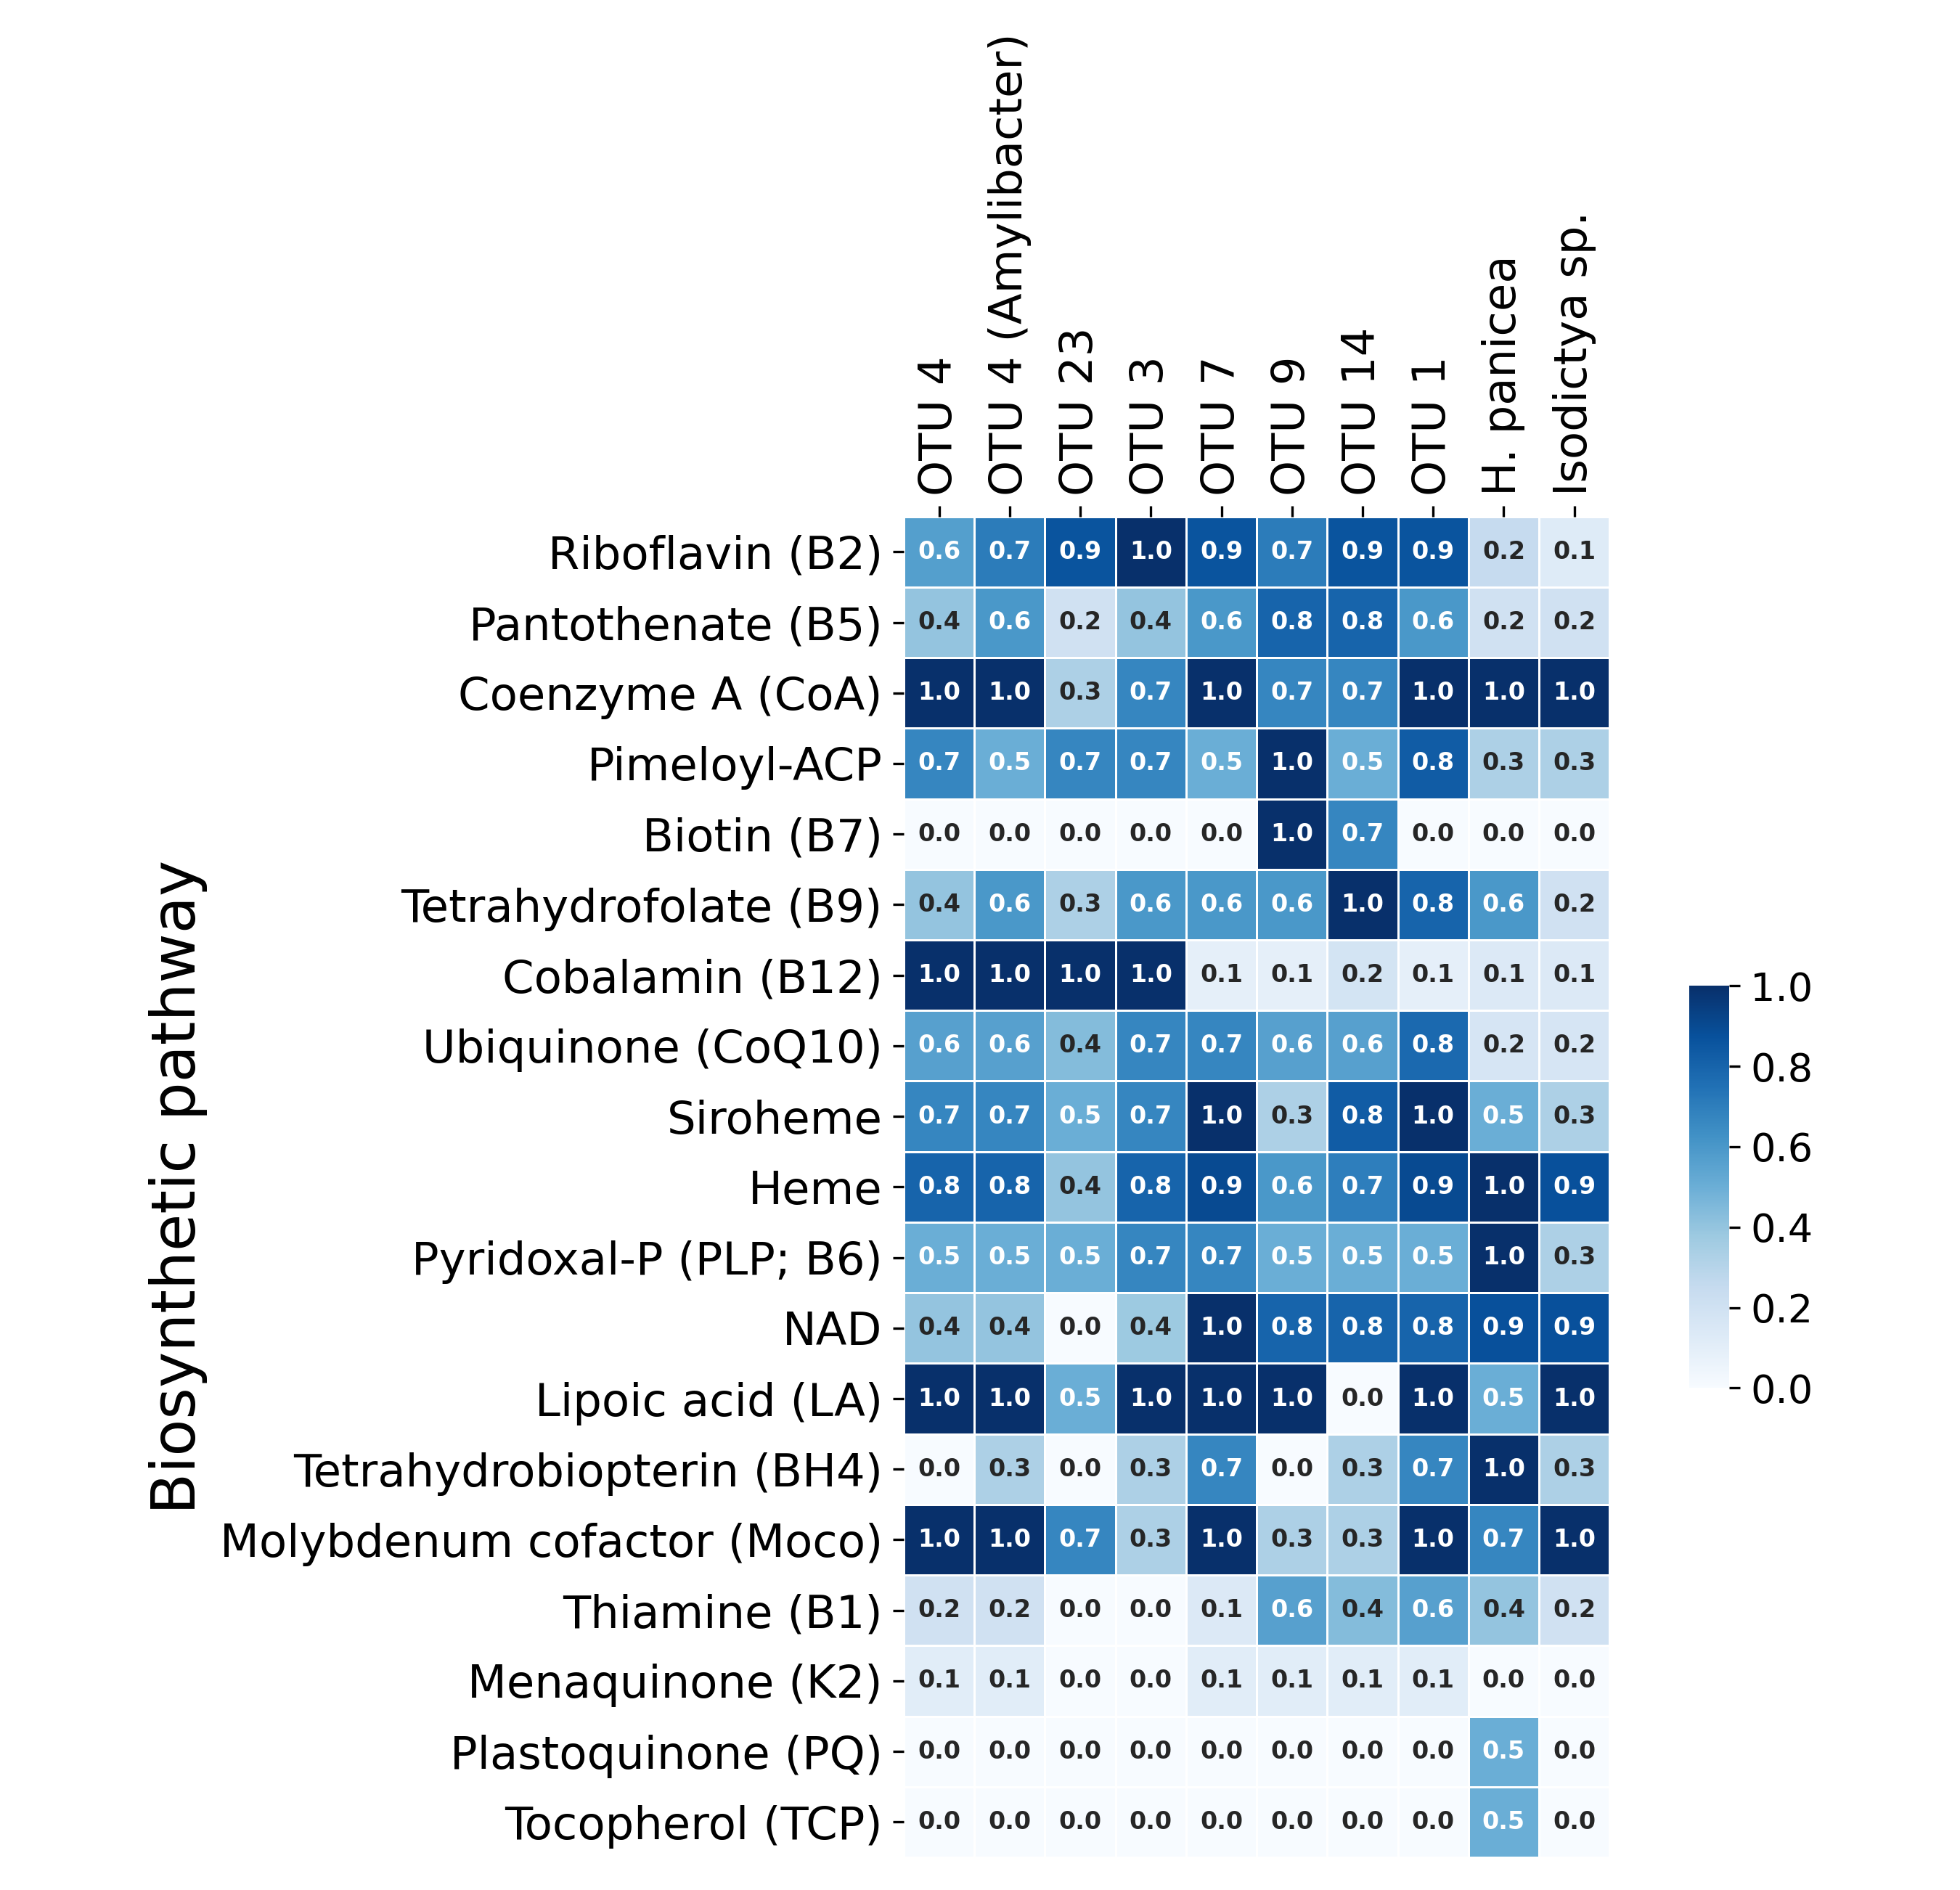 OTU 4
OTU 4 (Amylibacter)
OTU 23
OTU 3
OTU 7
OTU 9
OTU 14
OTU 1
H. panicea
Isodictya sp.
Biosynthetic pathway
Riboflavin (B2) 0.6 0.7 0.9 1.0 0.9 0.7 0.9 0.9 0.2 0.1
Pantothenate (B5) 0.4 0.6 0.2 0.4 0.6 0.8 0.8 0.6 0.2 0.2
Coenzyme A (CoA) 1.0 1.0 0.3 0.7 1.0 0.7 0.7 1.0 1.0 1.0
Pimeloyl-ACP 0.7 0.5 0.7 0.7 0.5 1.0 0.5 0.8 0.3 0.3
Biotin (B7) 0.0 0.0 0.0 0.0 0.0 1.0 0.7 0.0 0.0 0.0
Tetrahydrofolate (B9) 0.4 0.6 0.3 0.6 0.6 0.6 1.0 0.8 0.6 0.2
Cobalamin (B12) 1.0 1.0 1.0 1.0 0.1 0.1 0.2 0.1 0.1 0.1
Ubiquinone (CoQ10) 0.6 0.6 0.4 0.7 0.7 0.6 0.6 0.8 0.2 0.2
Siroheme 0.7 0.7 0.5 0.7 1.0 0.3 0.8 1.0 0.5 0.3
Heme 0.8 0.8 0.4 0.8 0.9 0.6 0.7 0.9 1.0 0.9
Pyridoxal-P (PLP; B6) 0.5 0.5 0.5 0.7 0.7 0.5 0.5 0.5 1.0 0.3
NAD 0.4 0.4 0.0 0.4 1.0 0.8 0.8 0.8 0.9 0.9
Lipoic acid (LA) 1.0 1.0 0.5 1.0 1.0 1.0 0.0 1.0 0.5 1.0
Tetrahydrobiopterin (BH4) 0.0 0.3 0.0 0.3 0.7 0.0 0.3 0.7 1.0 0.3
Molybdenum cofactor (Moco) 1.0 1.0 0.7 0.3 1.0 0.3 0.3 1.0 0.7 1.0
Thiamine (B1) 0.2 0.2 0.0 0.0 0.1 0.6 0.4 0.6 0.4 0.2
Menaquinone (K2) 0.1 0.1 0.0 0.0 0.1 0.1 0.1 0.1 0.0 0.0
Plastoquinone (PQ) 0.0 0.0 0.0 0.0 0.0 0.0 0.0 0.0 0.5 0.0
Tocopherol (TCP) 0.0 0.0 0.0 0.0 0.0 0.0 0.0 0.0 0.5 0.0
1.0
0.8
0.6
0.4
0.2
0.0